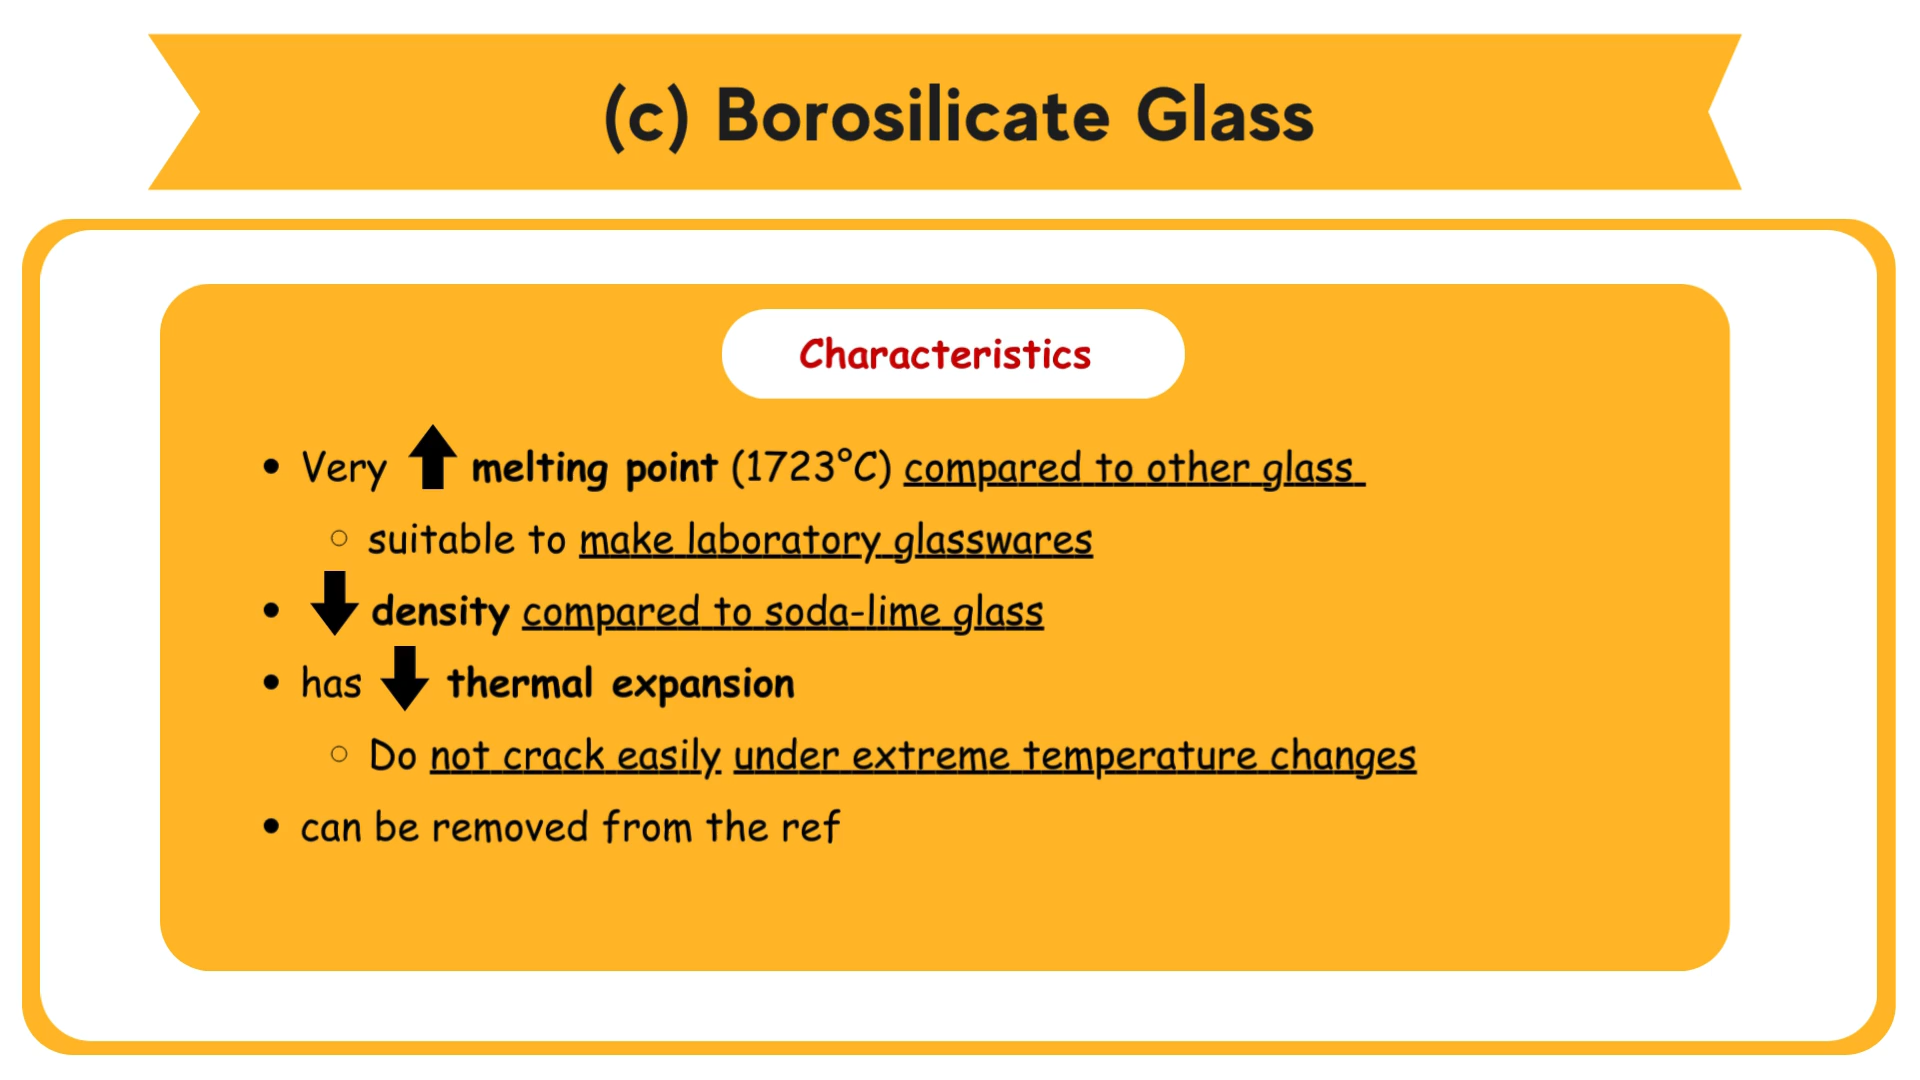 (c) Borosilicate Glass
Characteristics
• Very ⬆ melting point (1723°C) compared to other glass
○ suitable to make laboratory glasswares
• ⬇ density compared to soda-lime glass
• has ⬇ thermal expansion
○ Do not crack easily under extreme temperature changes
• can be removed from the ref